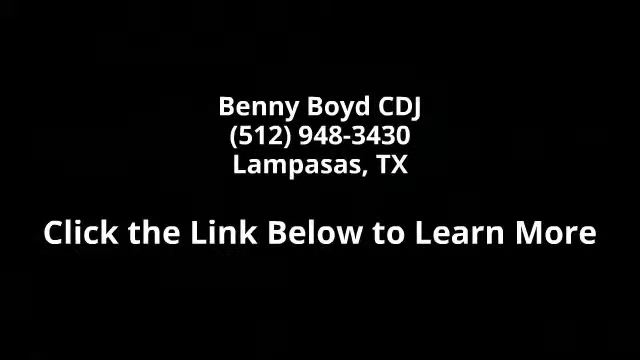 Benny Boyd CDJ
(512) 948-3430
Lampasas, TX
Click the Link Below to Learn More